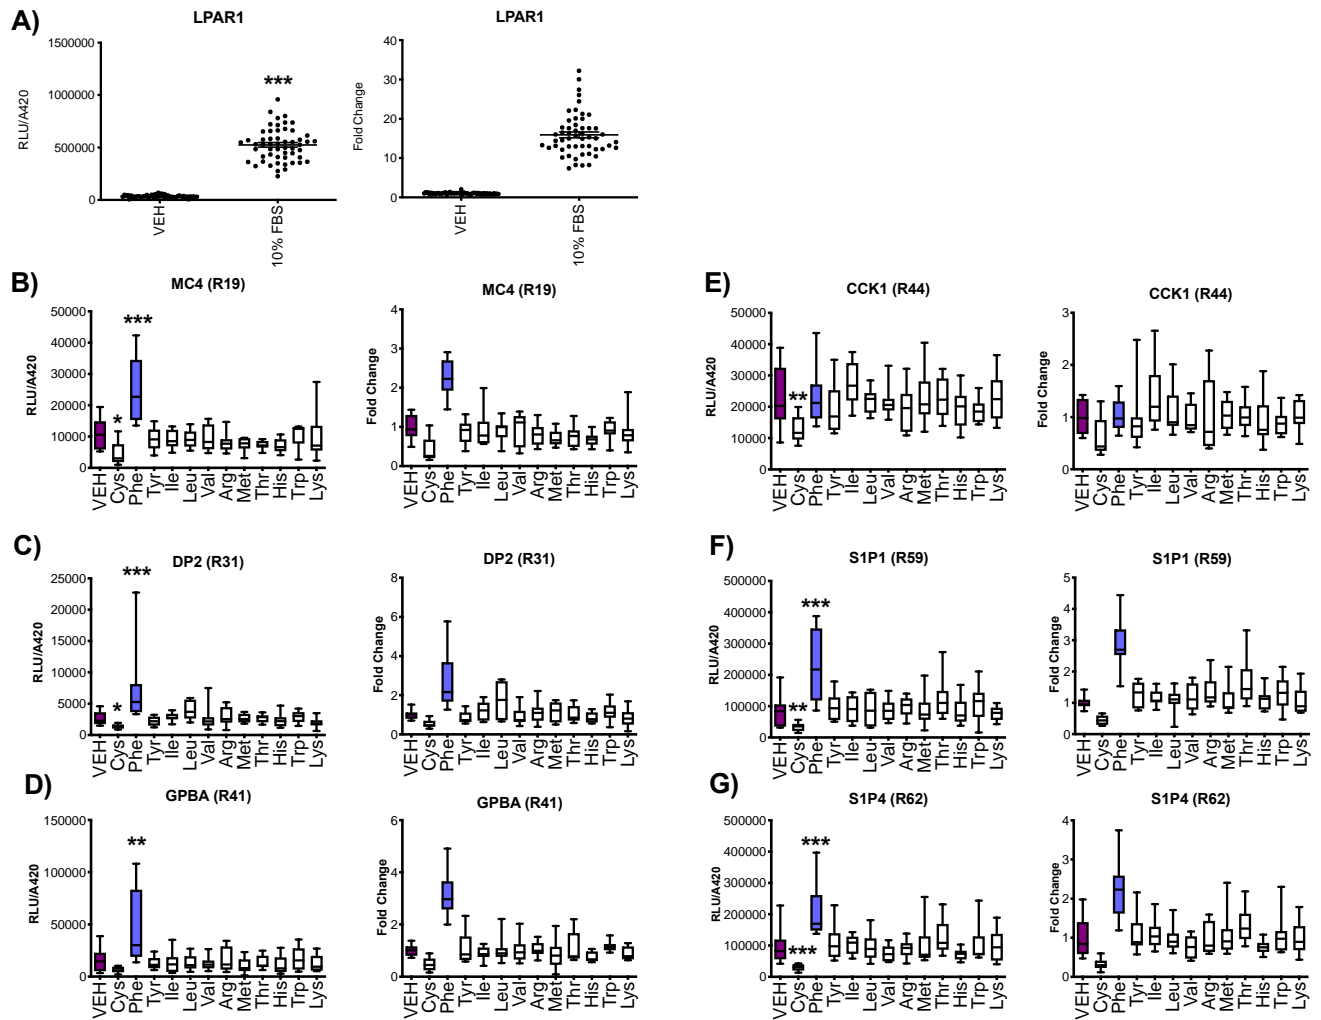 A)
LPAR1
RLU/A420
1500000
1000000
500000
0
***
VEH
10% FBS
LPAR1
Fold Change
40
30
20
10
0
VEH
10% FBS
B)
MC4 (R19)
RLU/A420
50000
40000
30000
20000
10000
0
* ***
VEH Cys Phe Tyr Ile Leu Val Arg Met Thr His Trp Lys
MC4 (R19)
Fold Change
4
3
2
1
0
VEH Cys Phe Tyr Ile Leu Val Arg Met Thr His Trp Lys
E)
CCK1 (R44)
RLU/A420
50000
40000
30000
20000
10000
0
**
VEH Cys Phe Tyr Ile Leu Val Arg Met Thr His Trp Lys
CCK1 (R44)
Fold Change
3
2
1
0
VEH Cys Phe Tyr Ile Leu Val Arg Met Thr His Trp Lys
C)
DP2 (R31)
RLU/A420
25000
20000
15000
10000
5000
0
* ***
VEH Cys Phe Tyr Ile Leu Val Arg Met Thr His Trp Lys
DP2 (R31)
Fold Change
8
6
4
2
0
VEH Cys Phe Tyr Ile Leu Val Arg Met Thr His Trp Lys
F)
S1P1 (R59)
RLU/A420
500000
400000
300000
200000
100000
0
** ***
VEH Cys Phe Tyr Ile Leu Val Arg Met Thr His Trp Lys
S1P1 (R59)
Fold Change
5
4
3
2
1
0
VEH Cys Phe Tyr Ile Leu Val Arg Met Thr His Trp Lys
D)
GPBA (R41)
RLU/A420
150000
100000
50000
0
**
VEH Cys Phe Tyr Ile Leu Val Arg Met Thr His Trp Lys
GPBA (R41)
Fold Change
6
4
2
0
VEH Cys Phe Tyr Ile Leu Val Arg Met Thr His Trp Lys
G)
S1P4 (R62)
RLU/A420
500000
400000
300000
200000
100000
0
*** ***
VEH Cys Phe Tyr Ile Leu Val Arg Met Thr His Trp Lys
S1P4 (R62)
Fold Change
4
3
2
1
0
VEH Cys Phe Tyr Ile Leu Val Arg Met Thr His Trp Lys